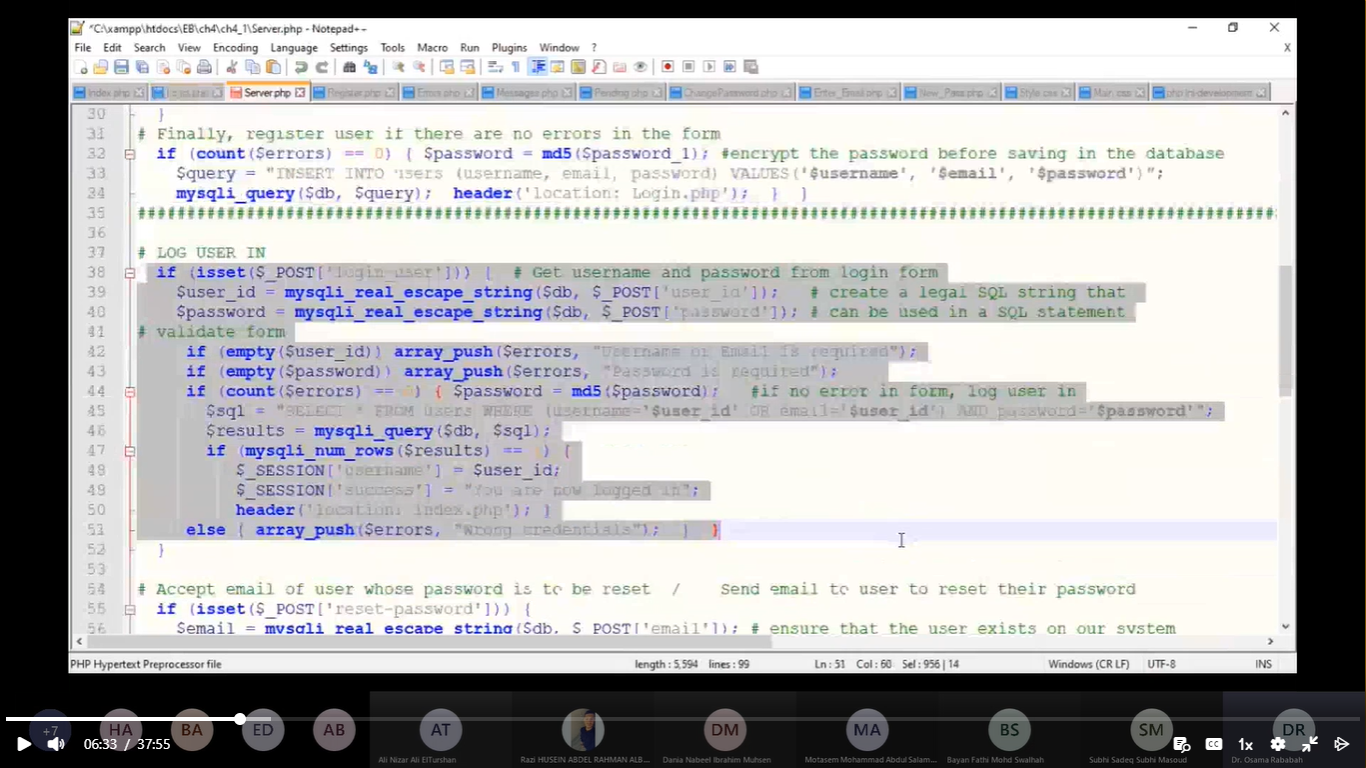 *C:\xampp\htdocs\EB\ch4\ch4_1\Server.php - Notepad++
File Edit Search View Encoding Language Settings Tools Macro Run Plugins Window ? X
Index.php Server.php Register.php Errors.php Messages.php Pending.php ChangePassword.php Enter_Email.php New_Pass.php Style.css Main.css php.ini-development
30 }
31 # Finally, register user if there are no errors in the form
32 if (count($errors) == 0) { $password = md5($password_1); #encrypt the password before saving in the database
33 $query = "INSERT INTO users (username, email, password) VALUES('$username', '$email', '$password')";
34 mysqli_query($db, $query); header('location: Login.php'); } }
35 ####################################################################################################################
36
37 # LOG USER IN
38 if (isset($_POST['login_user'])) { # Get username and password from login form
39 $user_id = mysqli_real_escape_string($db, $_POST['user_id']); # create a legal SQL string that
40 $password = mysqli_real_escape_string($db, $_POST['password']); # can be used in a SQL statement
41 # validate form
42 if (empty($user_id)) array_push($errors, "Username or Email is required");
43 if (empty($password)) array_push($errors, "Password is required");
44 if (count($errors) == 0) { $password = md5($password); #if no error in form, log user in
45 $sql = "SELECT * FROM users WHERE (username='$user_id' OR email='$user_id') AND password='$password'";
46 $results = mysqli_query($db, $sql);
47 if (mysqli_num_rows($results) == 1) {
48 $_SESSION['username'] = $user_id;
49 $_SESSION['success'] = "You are now logged in";
50 header('location: index.php'); }
51 else { array_push($errors, "Wrong credentials"); } }
52 }
53
54 # Accept email of user whose password is to be reset / Send email to user to reset their password
55 if (isset($_POST['reset-password'])) {
56 $email = mysqli_real_escape_string($db, $_POST['email']); # ensure that the user exists on our system
PHP Hypertext Preprocessor file length : 5,594 lines : 99 Ln : 51 Col : 60 Sel : 956 | 14 Windows (CR LF) UTF-8 INS
+7 HA BA ED AB AT DM MA BS SM DR
06:33 / 37:55 CC 1x
Ali Nizar Ali ElTurshan Razi HUSEIN ABDEL RAHMAN ALB... Dania Nabeel Ibrahim Muhsen Motasem Mohammad Abdul Salam... Bayan Fathi Mohd Swalhah Subhi Sadeq Subhi Masoud Dr. Osama Rababah